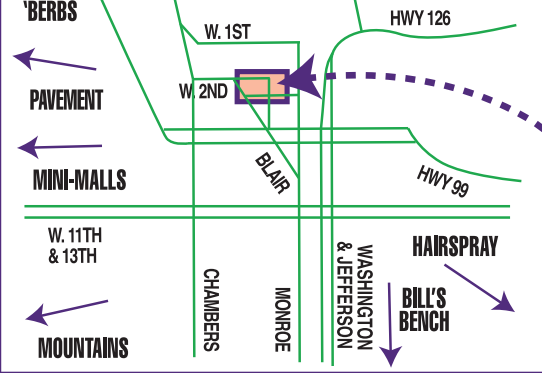 'BERBS
W. 1ST
HWY 126
PAVEMENT
W. 2ND
MINI-MALLS
BLAIR
HWY 99
W. 11TH
& 13TH
HAIRSPRAY
CHAMBERS
MONROE
WASHINGTON
& JEFFERSON
BILL'S
BENCH
MOUNTAINS